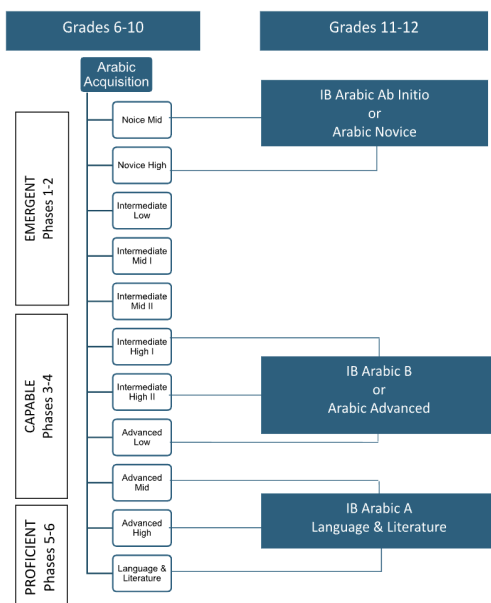 Grades 6-10
Grades 11-12
Arabic
Acquisition
IB Arabic Ab Initio
or
Arabic Novice
EMERGENT
Phases 1-2
Noice Mid
Novice High
Intermediate
Low
Intermediate
Mid I
Intermediate
Mid II
CAPABLE
Phases 3-4
Intermediate
High I
Intermediate
High II
Advanced
Low
IB Arabic B
or
Arabic Advanced
Advanced
Mid
PROFICIENT
Phases 5-6
Advanced
High
Language &
Literature
IB Arabic A
Language & Literature